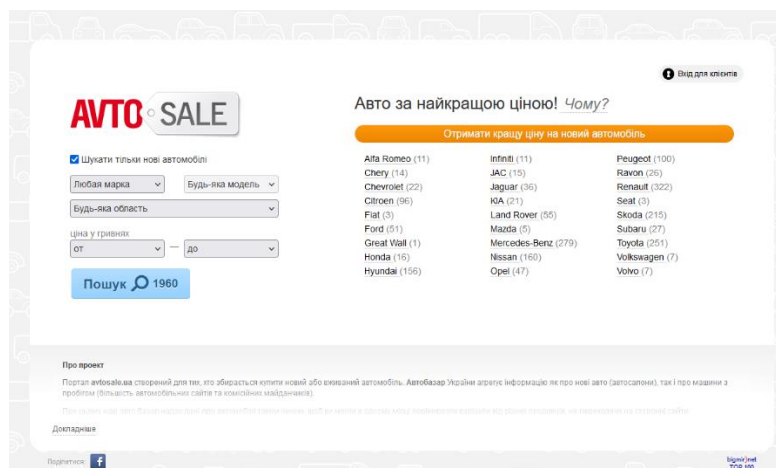 Вхід для клієнтів
AVTO SALE
Авто за найкращою ціною! Чому?
Отримати кращу ціну на новий автомобіль
Шукати тільки нові автомобілі
Любая марка
Будь-яка модель
Будь-яка область
ціна у гривнях
от — до
Пошук 1960
Alfa Romeo (11)
Chery (14)
Chevrolet (22)
Citroen (96)
Fiat (3)
Ford (51)
Great Wall (1)
Honda (16)
Hyundai (156)
Infiniti (11)
JAC (15)
Jaguar (36)
KIA (21)
Land Rover (55)
Mazda (5)
Mercedes-Benz (279)
Nissan (160)
Opel (47)
Peugeot (100)
Ravon (26)
Renault (322)
Seat (3)
Skoda (215)
Subaru (27)
Toyota (251)
Volkswagen (7)
Volvo (7)
Про проект
Портал avtosale.ua створений для тих, хто збирається купити новий або вживаний автомобіль. Автобазар України агрегує інформацію як про нові авто (автосалони), так і про машини з
пробігом (більшість автомобільних сайтів та комісійних майданчиків).
Докладніше
Поділитися
bigmir)net
TOP 100